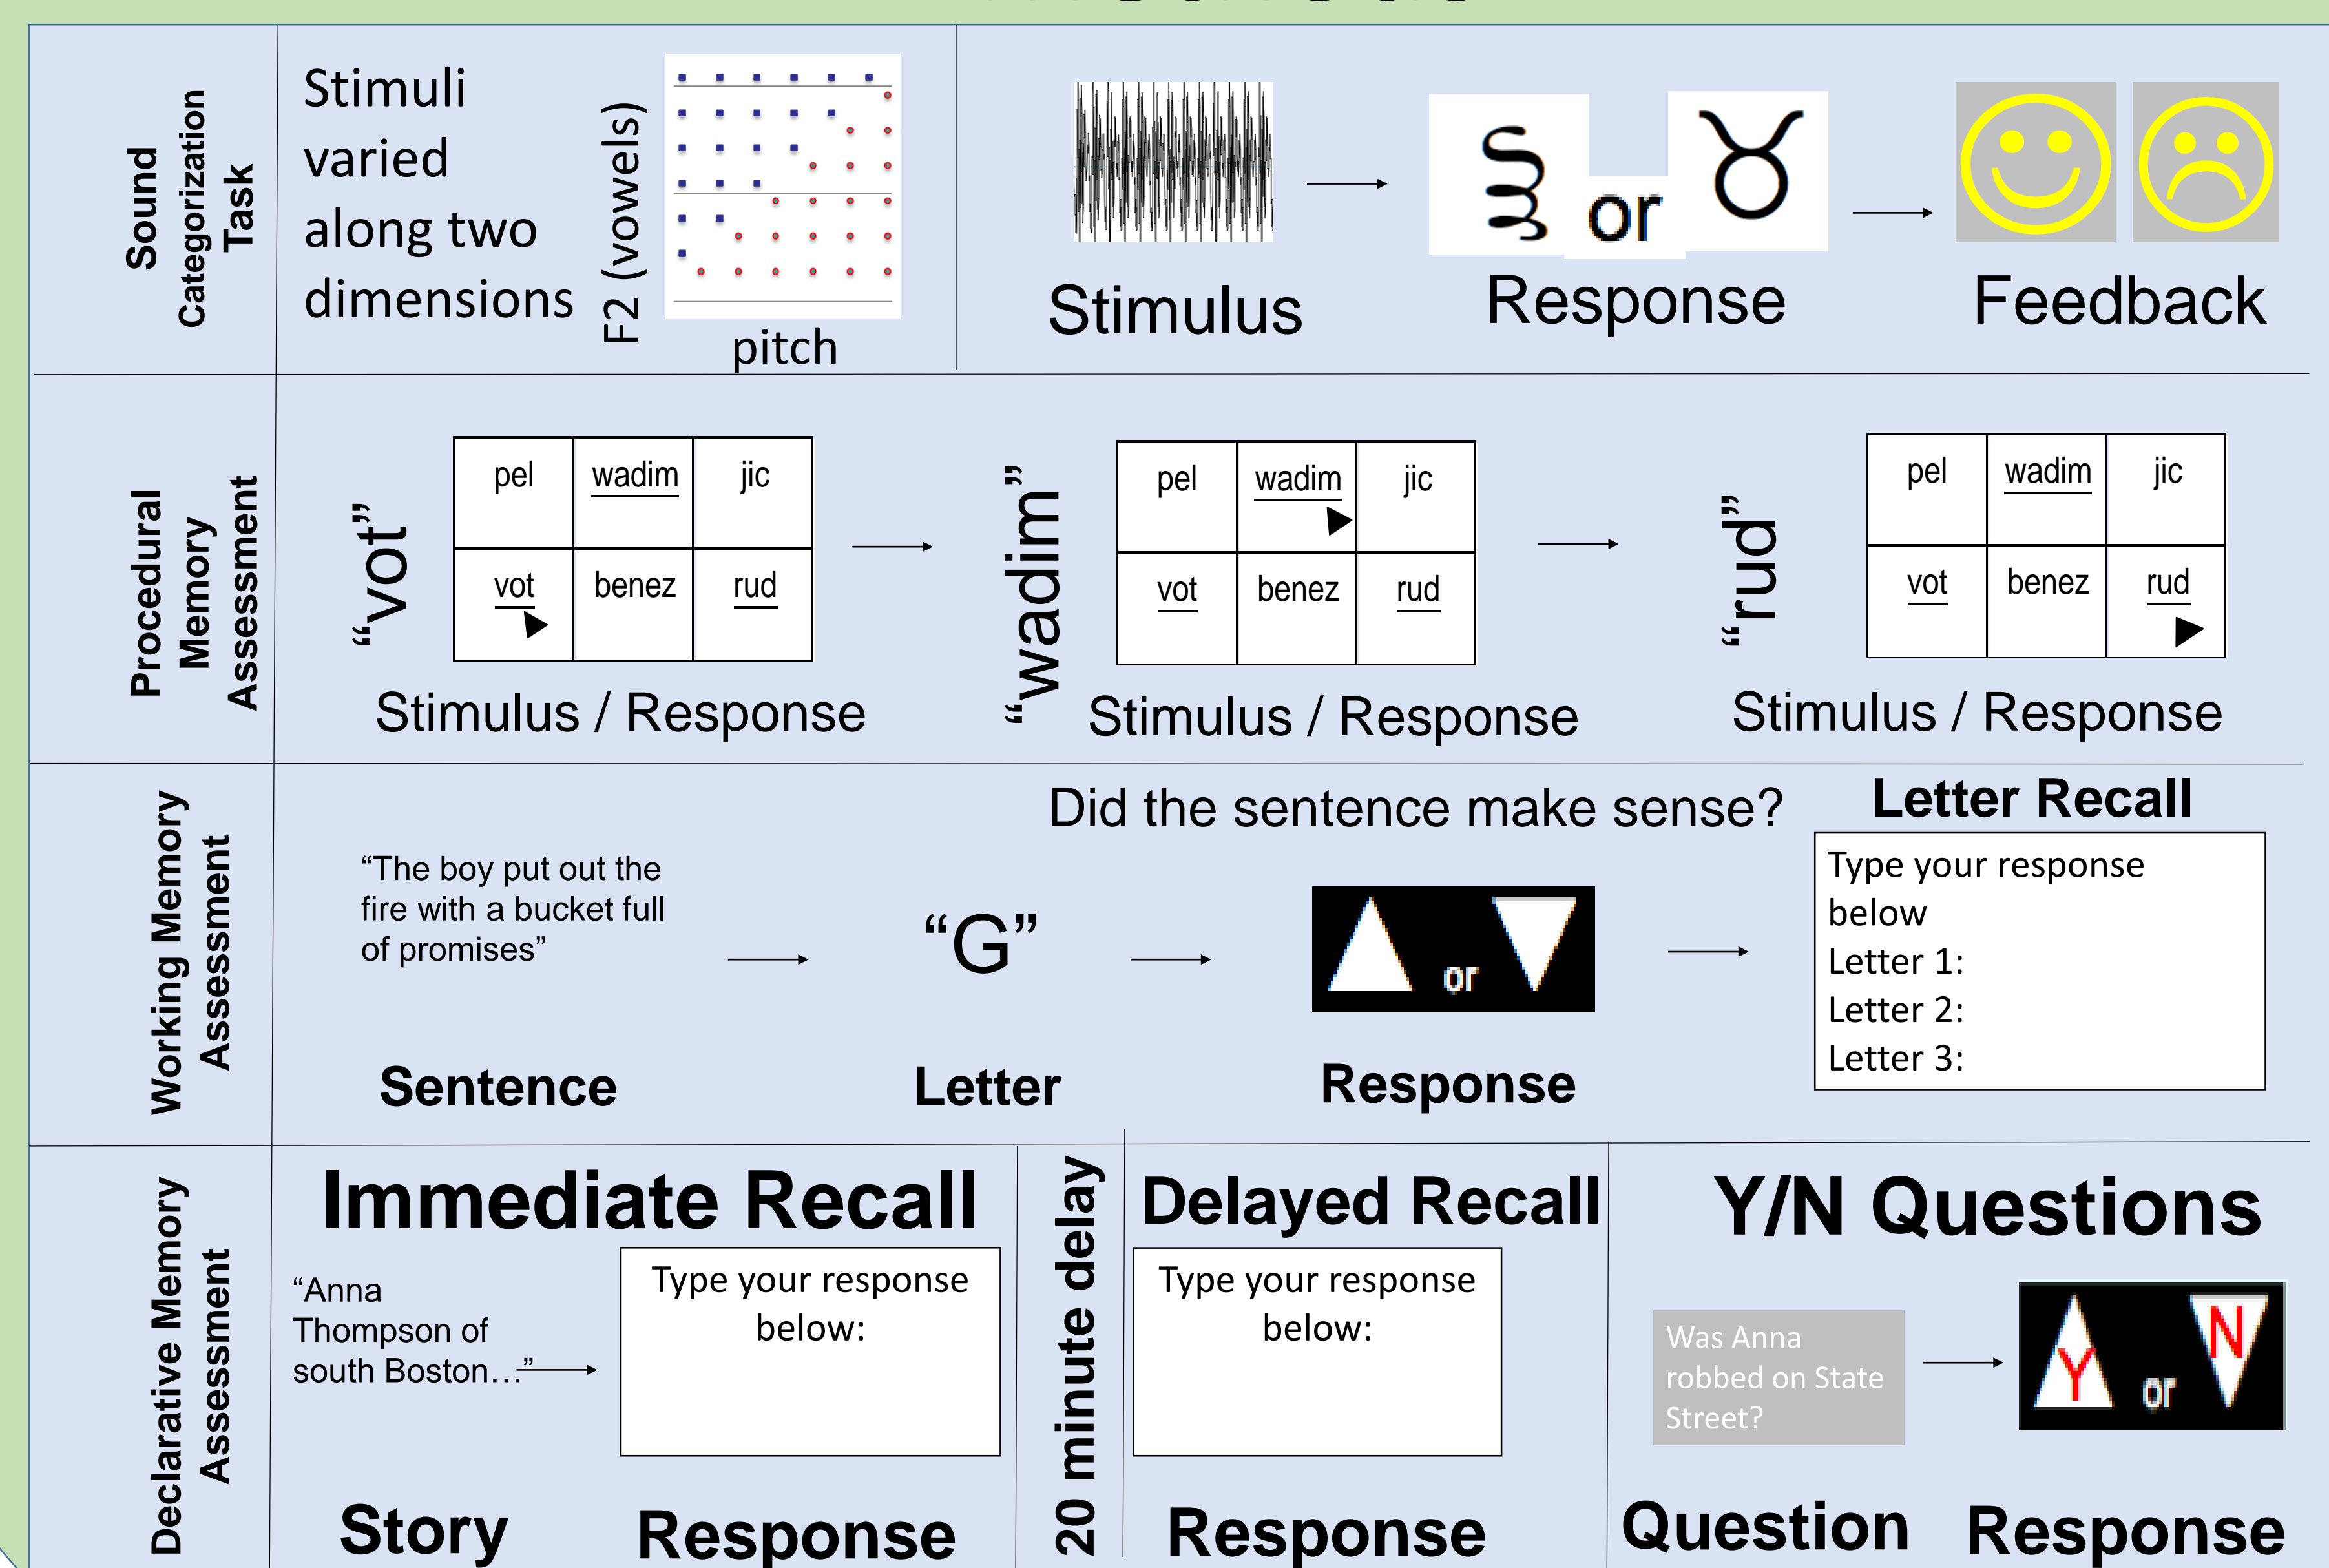 Sound
Categorization
Task
Stimuli
varied
along two
dimensions
F2 (vowels)
pitch
Stimulus
or
Response
Feedback
Procedural
Memory
Assessment
“vot”
pel wadim jic
vot benez rud
Stimulus / Response
“wadim”
pel wadim jic
vot benez rud
Stimulus / Response
“rud”
pel wadim jic
vot benez rud
Stimulus / Response
Working Memory
Assessment
“The boy put out the
fire with a bucket full
of promises”
Sentence
“G”
Letter
Did the sentence make sense?
or
Response
Letter Recall
Type your response
below
Letter 1:
Letter 2:
Letter 3:
Declarative Memory
Assessment
Immediate Recall
“Anna
Thompson of
south Boston…”
Story
Type your response
below:
Response
20 minute delay
Delayed Recall
Type your response
below:
Response
Y/N Questions
Was Anna
robbed on State
Street?
Question
Y or N
Response